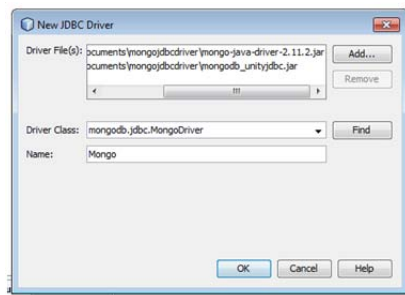 New JDBC Driver
Driver File(s):
ocuments\mongojdbcdriver\mongo-java-driver-2.11.2.jar
ocuments\mongojdbcdriver\mongodb_unityjdbc.jar
Add...
Remove
Driver Class:
mongodb.jdbc.MongoDriver
Find
Name:
Mongo
OK
Cancel
Help